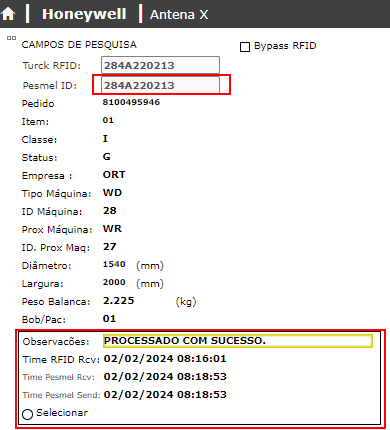 Honeywell | Antena X
CAMPOS DE PESQUISA Bypass RFID
Turck RFID: 284A220213
Pesmel ID: 284A220213
Pedido 8100495946
Item: 01
Classe: I
Status: G
Empresa : ORT
Tipo Máquina: WD
ID Máquina: 28
Prox Máquina: WR
ID. Prox Maq: 27
Diâmetro: 1540 (mm)
Largura: 2000 (mm)
Peso Balanca: 2.225 (kg)
Bob/Pac: 01
Observacões: PROCESSADO COM SUCESSO.
Time RFID Rcv: 02/02/2024 08:16:01
Time Pesmel Rcv: 02/02/2024 08:18:53
Time Pesmel Send: 02/02/2024 08:18:53
Selecionar